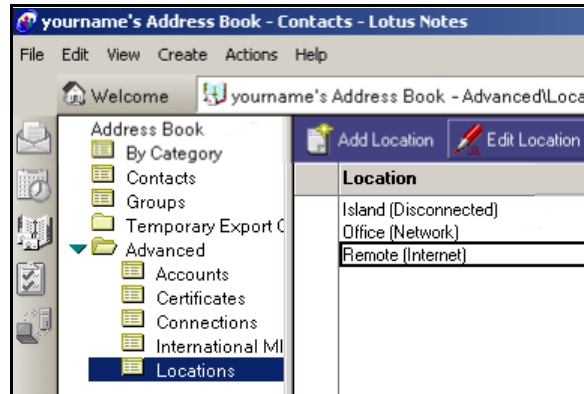 yourname's Address Book - Contacts - Lotus Notes
File Edit View Create Actions Help
Welcome yourname's Address Book - Advanced\Loca
Address Book
By Category
Contacts
Groups
Temporary Export C
Advanced
Accounts
Certificates
Connections
International MI
Locations
Add Location Edit Location
Location
Island (Disconnected)
Office (Network)
Remote (Internet)